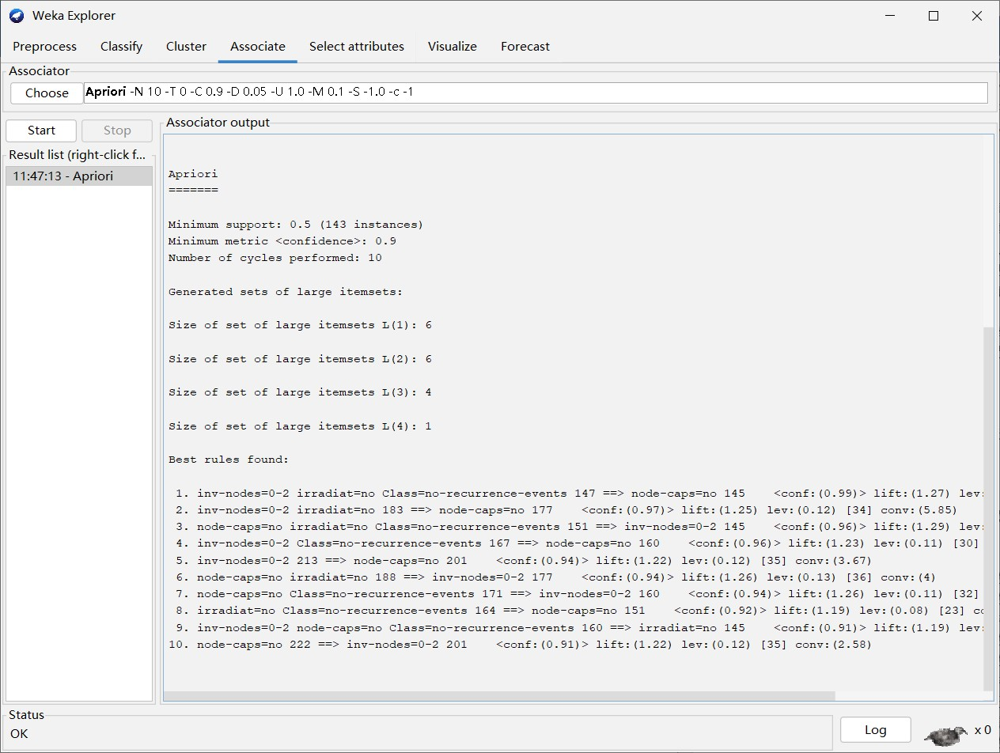 Weka Explorer
Preprocess Classify Cluster Associate Select attributes Visualize Forecast
Associator
Choose Apriori -N 10 -T 0 -C 0.9 -D 0.05 -U 1.0 -M 0.1 -S -1.0 -c -1
Start Stop
Result list (right-click f...
11:47:13 - Apriori
Associator output
Apriori
=======
Minimum support: 0.5 (143 instances)
Minimum metric <confidence>: 0.9
Number of cycles performed: 10
Generated sets of large itemsets:
Size of set of large itemsets L(1): 6
Size of set of large itemsets L(2): 6
Size of set of large itemsets L(3): 4
Size of set of large itemsets L(4): 1
Best rules found:
1. inv-nodes=0-2 irradiat=no Class=no-recurrence-events 147 ==> node-caps=no 145 <conf:(0.99)> lift:(1.27) lev:
2. inv-nodes=0-2 irradiat=no 183 ==> node-caps=no 177 <conf:(0.97)> lift:(1.25) lev:(0.12) [34] conv:(5.85)
3. node-caps=no irradiat=no Class=no-recurrence-events 151 ==> inv-nodes=0-2 145 <conf:(0.96)> lift:(1.29) lev:
4. inv-nodes=0-2 Class=no-recurrence-events 167 ==> node-caps=no 160 <conf:(0.96)> lift:(1.23) lev:(0.11) [30]
5. inv-nodes=0-2 213 ==> node-caps=no 201 <conf:(0.94)> lift:(1.22) lev:(0.12) [35] conv:(3.67)
6. node-caps=no irradiat=no 188 ==> inv-nodes=0-2 177 <conf:(0.94)> lift:(1.26) lev:(0.13) [36] conv:(4)
7. node-caps=no Class=no-recurrence-events 171 ==> inv-nodes=0-2 160 <conf:(0.94)> lift:(1.26) lev:(0.11) [32]
8. irradiat=no Class=no-recurrence-events 164 ==> node-caps=no 151 <conf:(0.92)> lift:(1.19) lev:(0.08) [23] co
9. inv-nodes=0-2 node-caps=no Class=no-recurrence-events 160 ==> irradiat=no 145 <conf:(0.91)> lift:(1.19) lev:
10. node-caps=no 222 ==> inv-nodes=0-2 201 <conf:(0.91)> lift:(1.22) lev:(0.12) [35] conv:(2.58)
Status
OK
Log
x 0